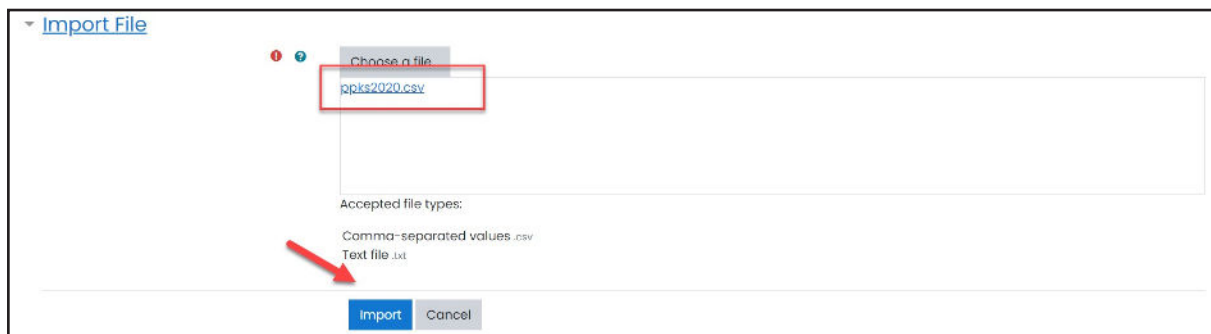 Import File
Choose a file
ppks2020.csv
Accepted file types:
Comma-separated values .csv
Text file .txt
Import Cancel